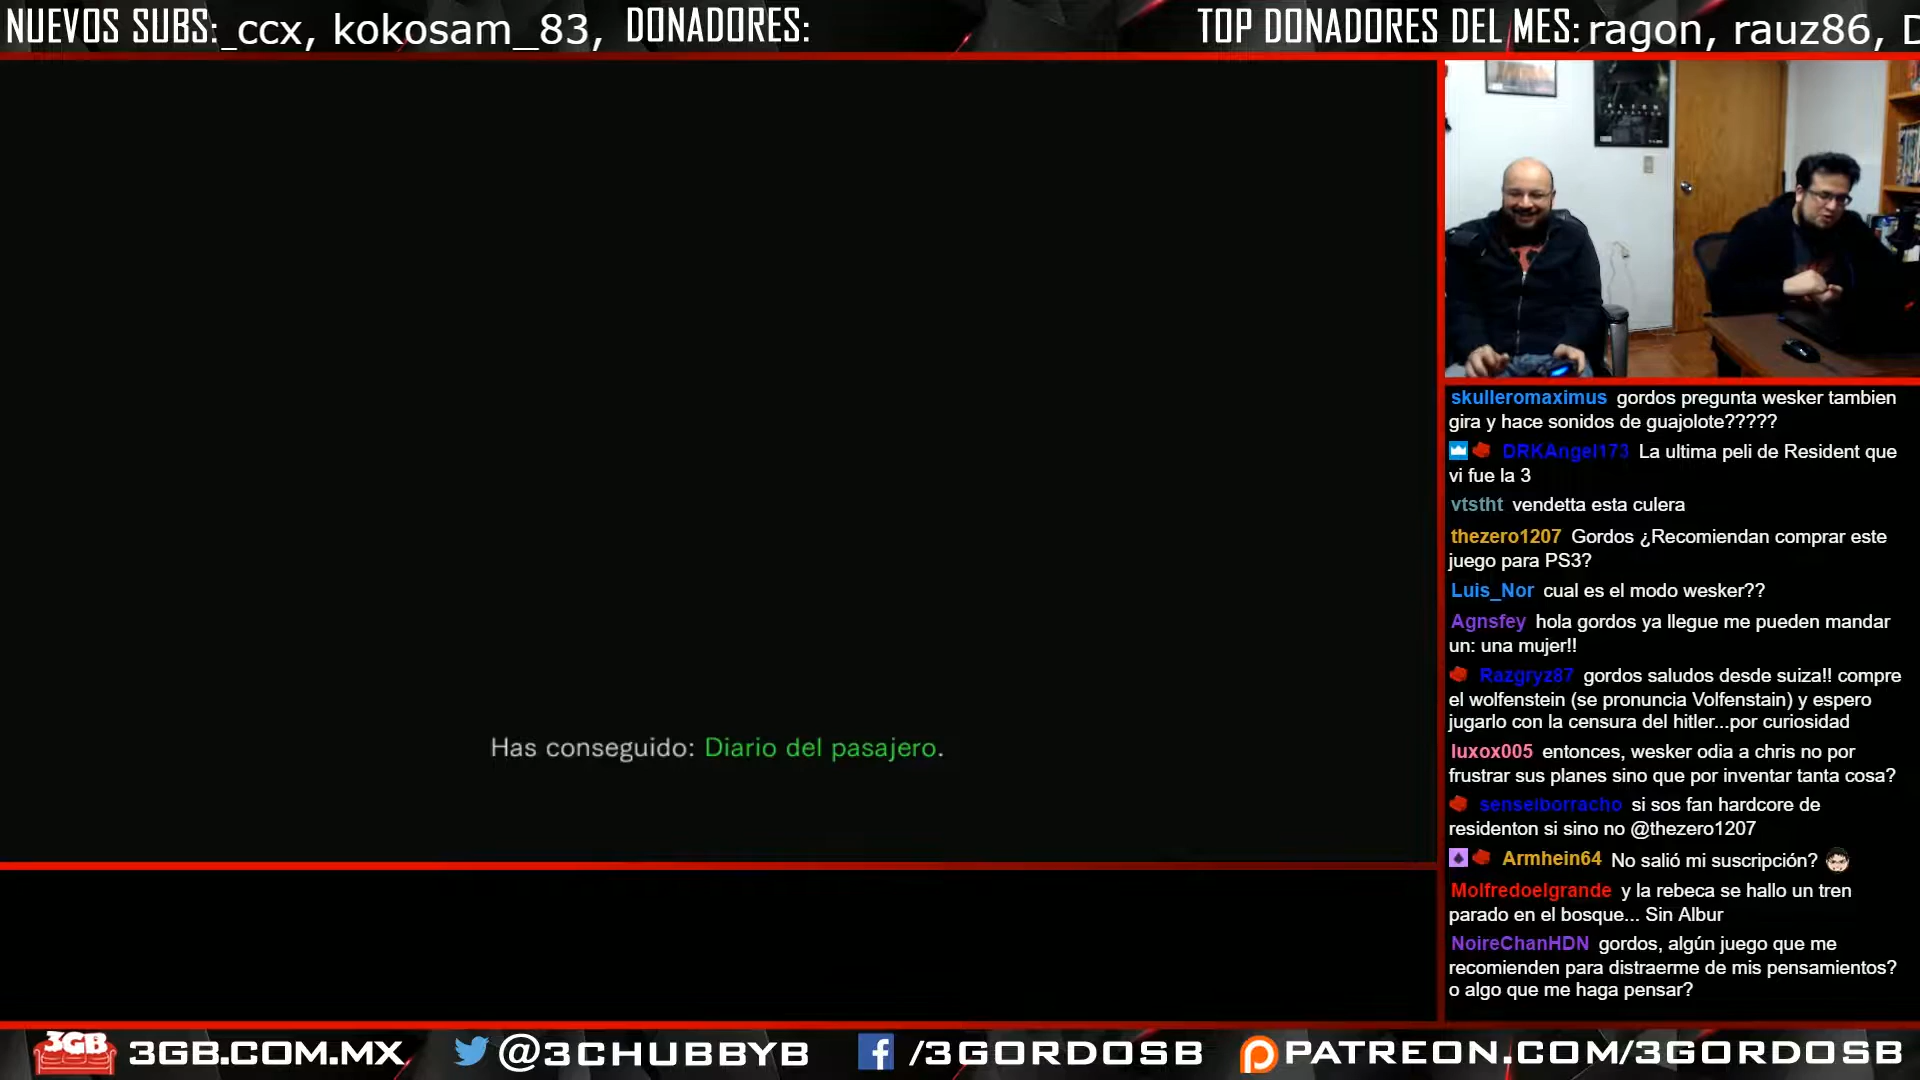 NUEVOS SUBS: _ccx, kokosam_83, DONADORES: TOP DONADORES DEL MES: ragon, rauz86, D
ALIEN
Has conseguido: Diario del pasajero.
skulleromaximus gordos pregunta wesker tambien
gira y hace sonidos de guajolote?????
DRKAngel173 La ultima peli de Resident que
vi fue la 3
vtstht vendetta esta culera
thezero1207 Gordos ¿Recomiendan comprar este
juego para PS3?
Luis_Nor cual es el modo wesker??
Agnsfey hola gordos ya llegue me pueden mandar
un: una mujer!!
Razgryz87 gordos saludos desde suiza!! compre
el wolfenstein (se pronuncia Volfenstain) y espero
jugarlo con la censura del hitler...por curiosidad
luxox005 entonces, wesker odia a chris no por
frustrar sus planes sino que por inventar tanta cosa?
senseiborracho si sos fan hardcore de
residenton si sino no @thezero1207
Armhein64 No salió mi suscripción?
Molfredoelgrande y la rebeca se hallo un tren
parado en el bosque... Sin Albur
NoireChanHDN gordos, algún juego que me
recomienden para distraerme de mis pensamientos?
o algo que me haga pensar?
3GB 3GB.COM.MX @3CHUBBYB /3GORDOSB PATREON.COM/3GORDOSB